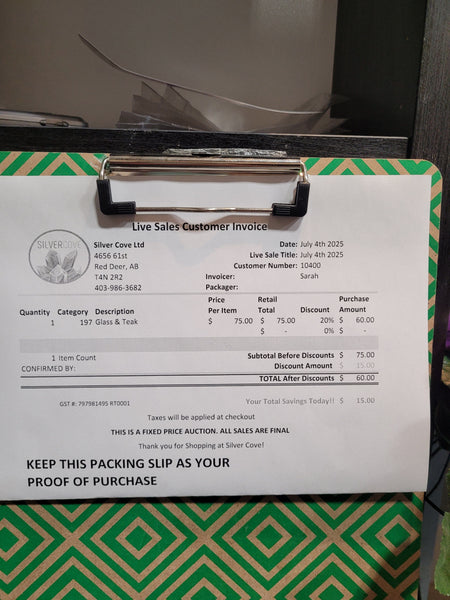 Live Sales Customer Invoice
SILVERCOVE
Silver Cove Ltd
4656 61st
Red Deer, AB
T4N 2R2
403-986-3682
Date: July 4th 2025
Live Sale Title: July 4th 2025
Customer Number: 10400
Invoicer: Sarah
Packager:
Quantity Category Description Price Per Item Retail Total Discount Purchase Amount
1 197 Glass & Teak $ 75.00 $ 75.00 20% $ 60.00
$ - 0% $ -
1 Item Count Subtotal Before Discounts $ 75.00
CONFIRMED BY: Discount Amount $ 15.00
TOTAL After Discounts $ 60.00
GST #: 797981495 RT0001 Your Total Savings Today!! $ 15.00
Taxes will be applied at checkout
THIS IS A FIXED PRICE AUCTION. ALL SALES ARE FINAL
Thank you for Shopping at Silver Cove!
KEEP THIS PACKING SLIP AS YOUR
PROOF OF PURCHASE